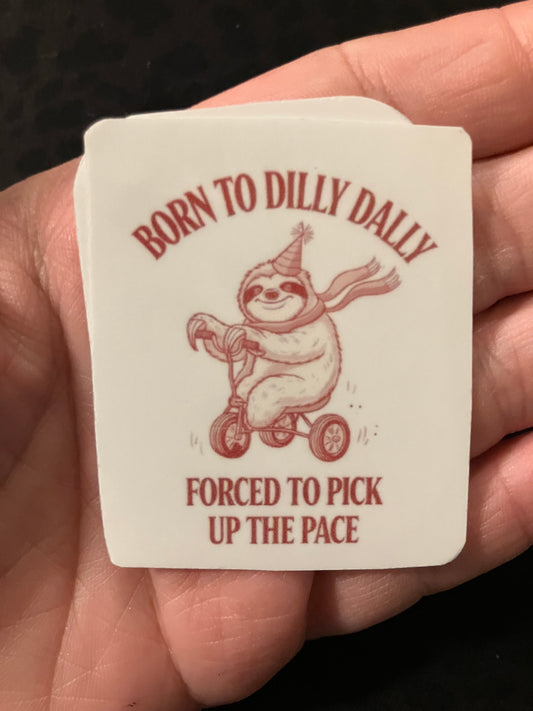 BORN TO DILLY DALLY
FORCED TO PICK
UP THE PACE